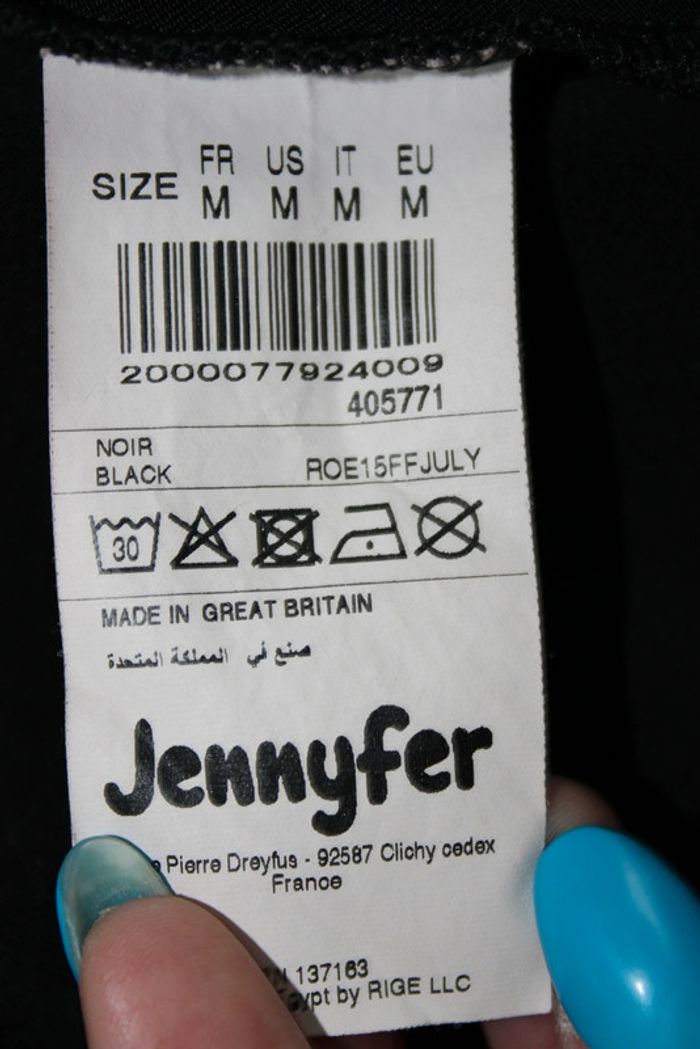 FR US IT EU
SIZE M M M M
2000077924009
405771
NOIR
BLACK ROE15FFJULY
30
MADE IN GREAT BRITAIN
صنع في المملكة المتحدة
Jennyfer
Pierre Dreyfus - 92587 Clichy cedex
France
137163
by RIGE LLC